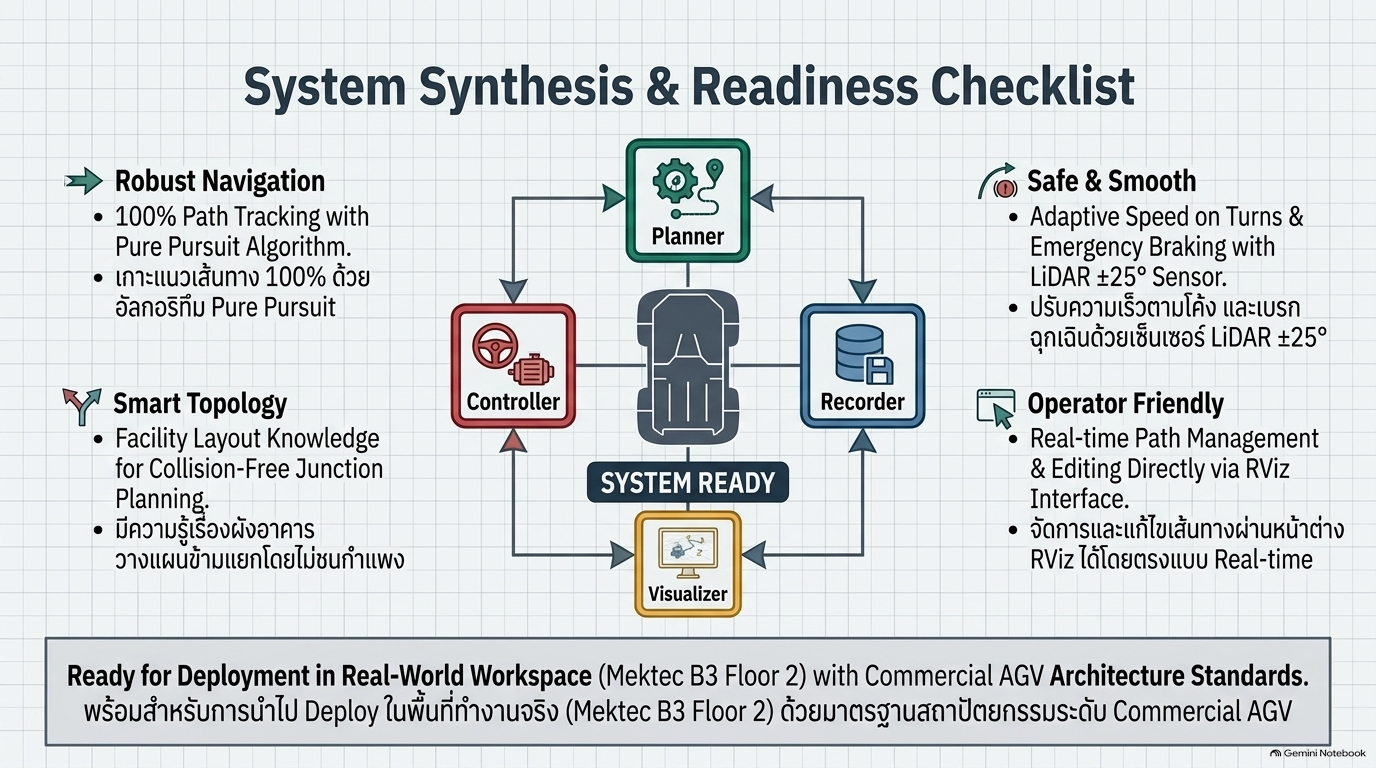 System Synthesis & Readiness Checklist
Robust Navigation
• 100% Path Tracking with
Pure Pursuit Algorithm.
• เกาะแนวเส้นทาง 100% ด้วย
อัลกอริทึม Pure Pursuit
Smart Topology
• Facility Layout Knowledge
for Collision-Free Junction
Planning.
• มีความรู้เรื่องผังอาคาร
วางแผนข้ามแยกโดยไม่ชนกำแพง
Planner
Controller
Recorder
SYSTEM READY
Visualizer
Safe & Smooth
• Adaptive Speed on Turns &
Emergency Braking with
LiDAR ±25° Sensor.
• ปรับความเร็วตามโค้ง และเบรก
ฉุกเฉินด้วยเซ็นเซอร์ LiDAR ±25°
Operator Friendly
• Real-time Path Management
& Editing Directly via RViz
Interface.
• จัดการและแก้ไขเส้นทางผ่านหน้าต่าง
RViz ได้โดยตรงแบบ Real-time
Ready for Deployment in Real-World Workspace (Mektec B3 Floor 2) with Commercial AGV Architecture Standards.
พร้อมสำหรับการนำไป Deploy ในพื้นที่ทำงานจริง (Mektec B3 Floor 2) ด้วยมาตรฐานสถาปัตยกรรมระดับ Commercial AGV
Gemini Notebook